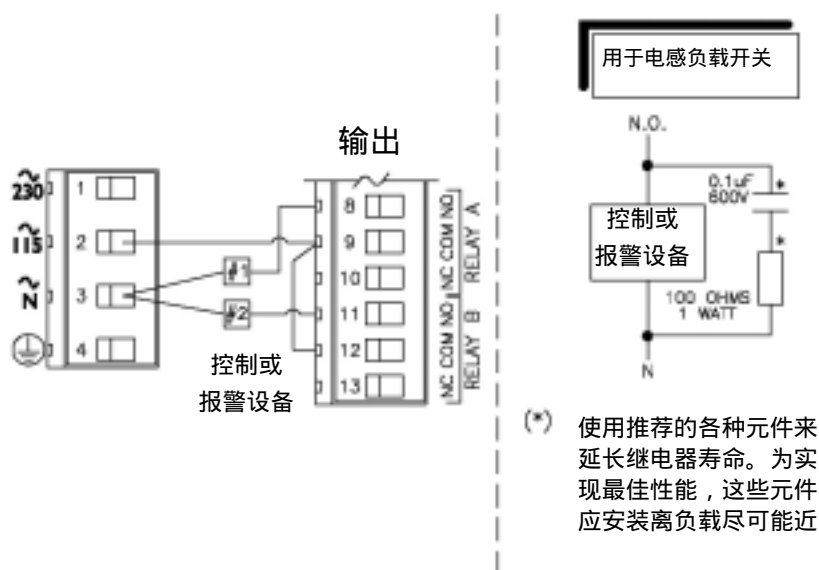 用于电感负载开关
N.O.
0.1uF
600V
*
控制或
报警设备
*
100 OHMS
1 WATT
N
(*)
使用推荐的各种元件来
延长继电器寿命。为实
现最佳性能，这些元件
应安装离负载尽可能近
输出
230
115
N
1
2
3
4
#1
#2
控制或
报警设备
8
9
10
11
12
13
NC COM NO
RELAY A
NC COM NO
RELAY B